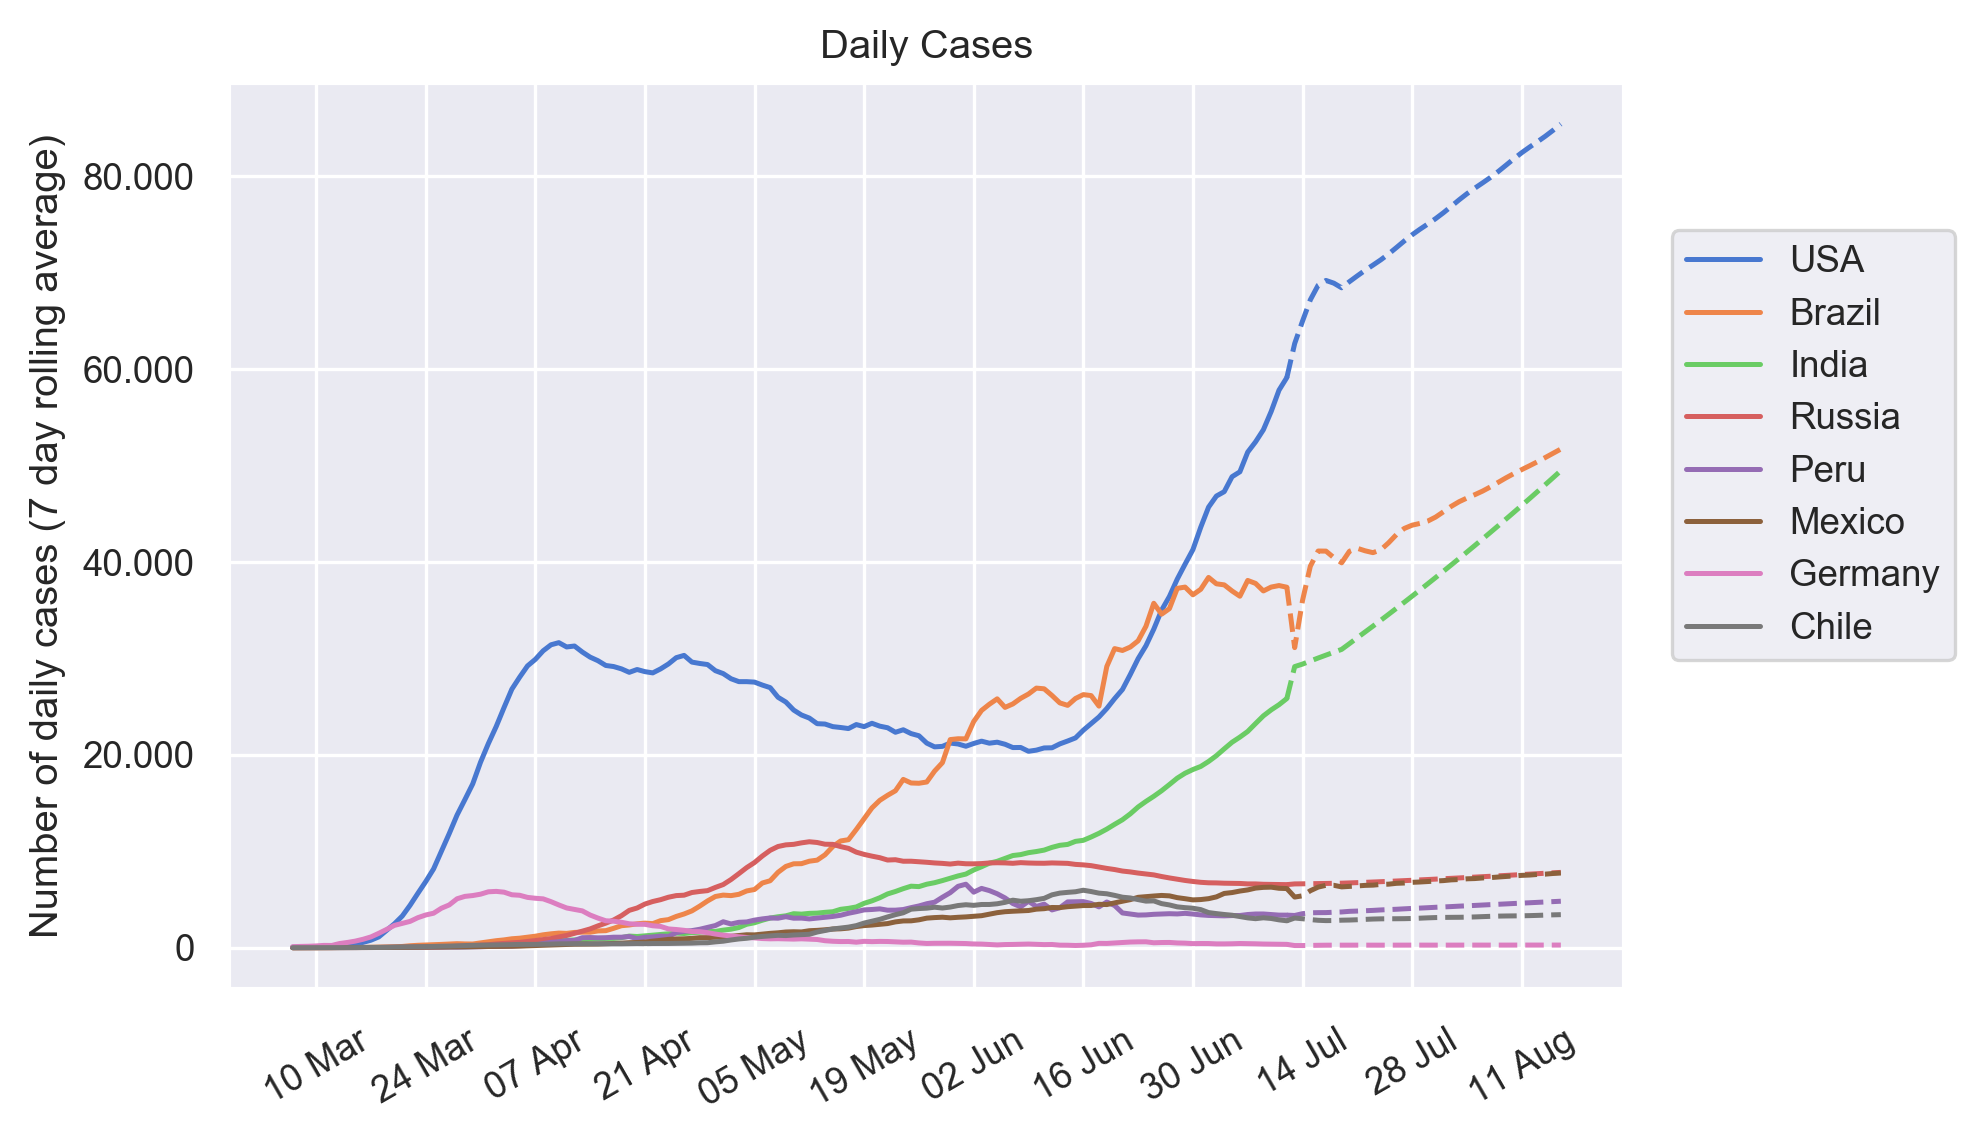 Daily Cases
Number of daily cases (7 day rolling average)
80.000
60.000
40.000
20.000
0
10 Mar
24 Mar
07 Apr
21 Apr
05 May
19 May
02 Jun
16 Jun
30 Jun
14 Jul
28 Jul
11 Aug
USA
Brazil
India
Russia
Peru
Mexico
Germany
Chile